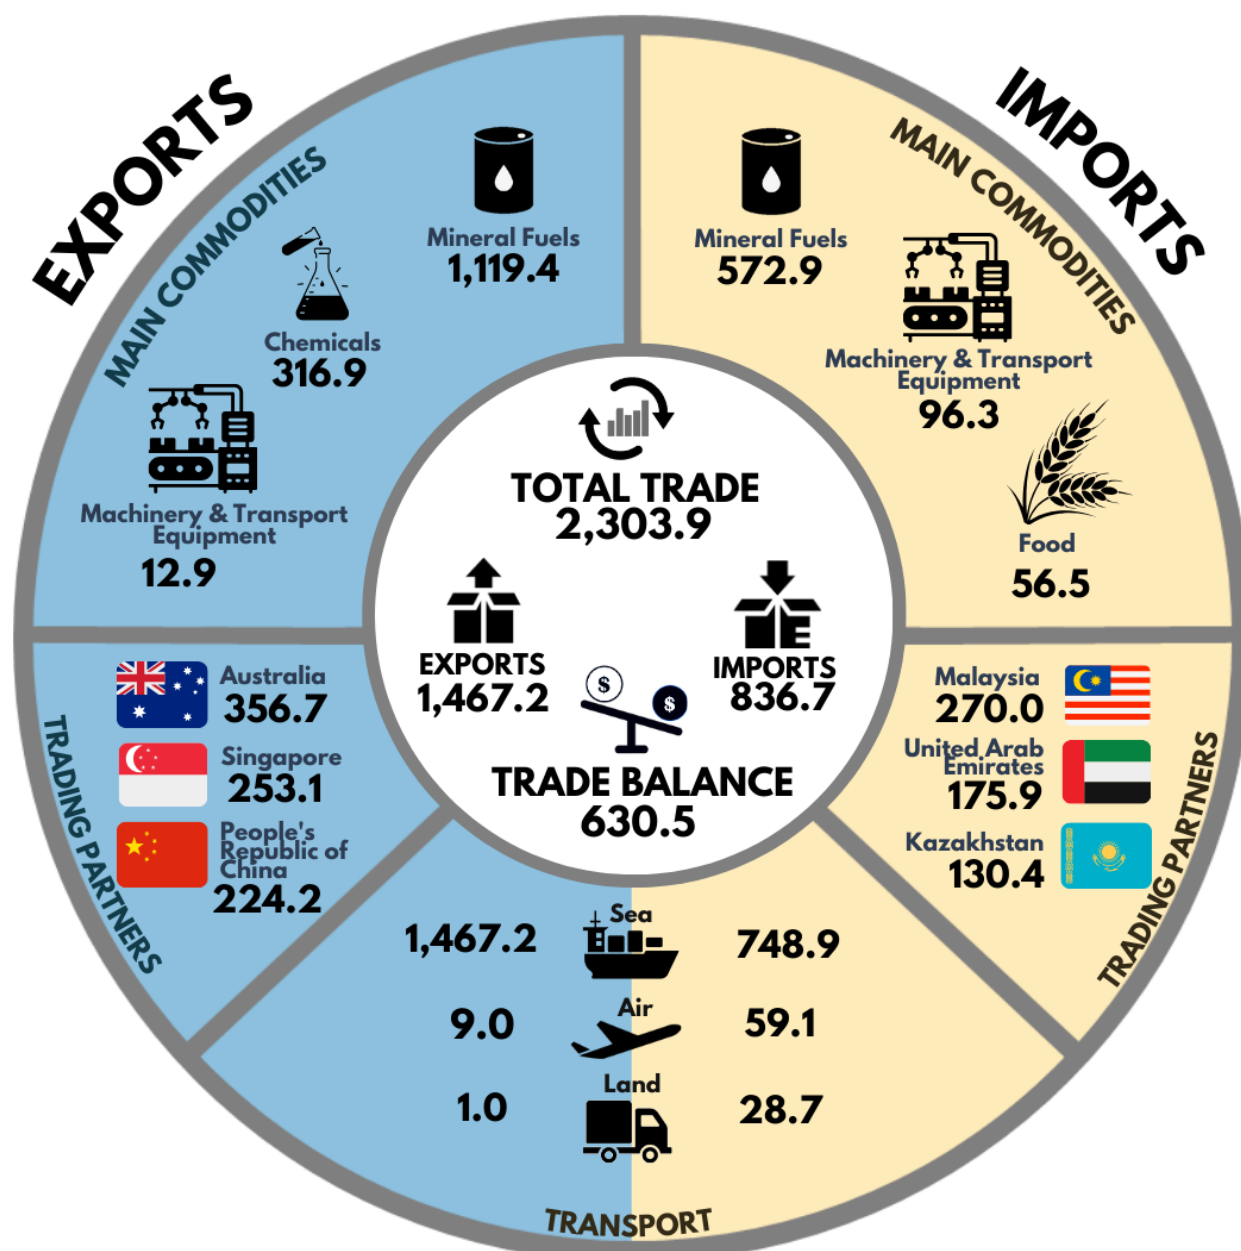 EXPORTS
MAIN COMMODITIES
Mineral Fuels
1,119.4
Chemicals
316.9
Machinery & Transport
Equipment
12.9
IMPORTS
MAIN COMMODITIES
Mineral Fuels
572.9
Machinery & Transport
Equipment
96.3
Food
56.5
TOTAL TRADE
2,303.9
EXPORTS
1,467.2
IMPORTS
836.7
$
$
TRADE BALANCE
630.5
TRADING PARTNERS
Australia
356.7
Singapore
253.1
People's
Republic of
China
224.2
Malaysia
270.0
United Arab
Emirates
175.9
Kazakhstan
130.4
TRADING PARTNERS
Sea
1,467.2
748.9
Air
9.0
59.1
Land
1.0
28.7
TRANSPORT